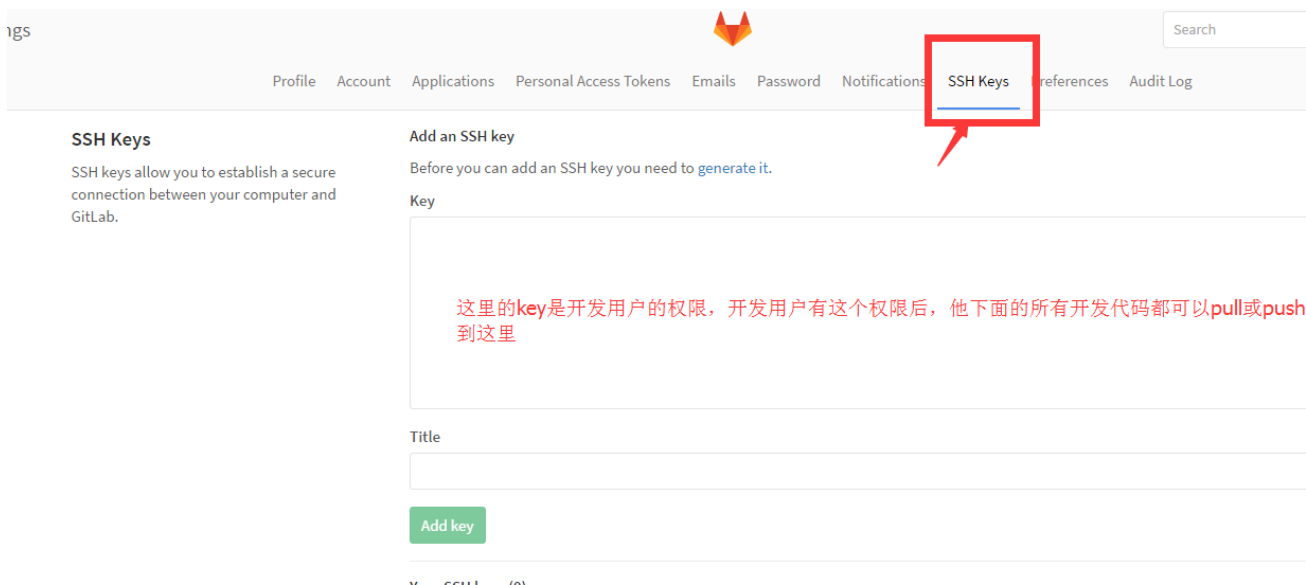 ngs
Search
Profile Account Applications Personal Access Tokens Emails Password Notifications SSH Keys Preferences Audit Log
SSH Keys
SSH keys allow you to establish a secure
connection between your computer and
GitLab.
Add an SSH key
Before you can add an SSH key you need to generate it.
Key
这里的key是开发用户的权限，开发用户有这个权限后，他下面的所有开发代码都可以pull或push
到这里
Title
Add key
Your SSH keys (0)